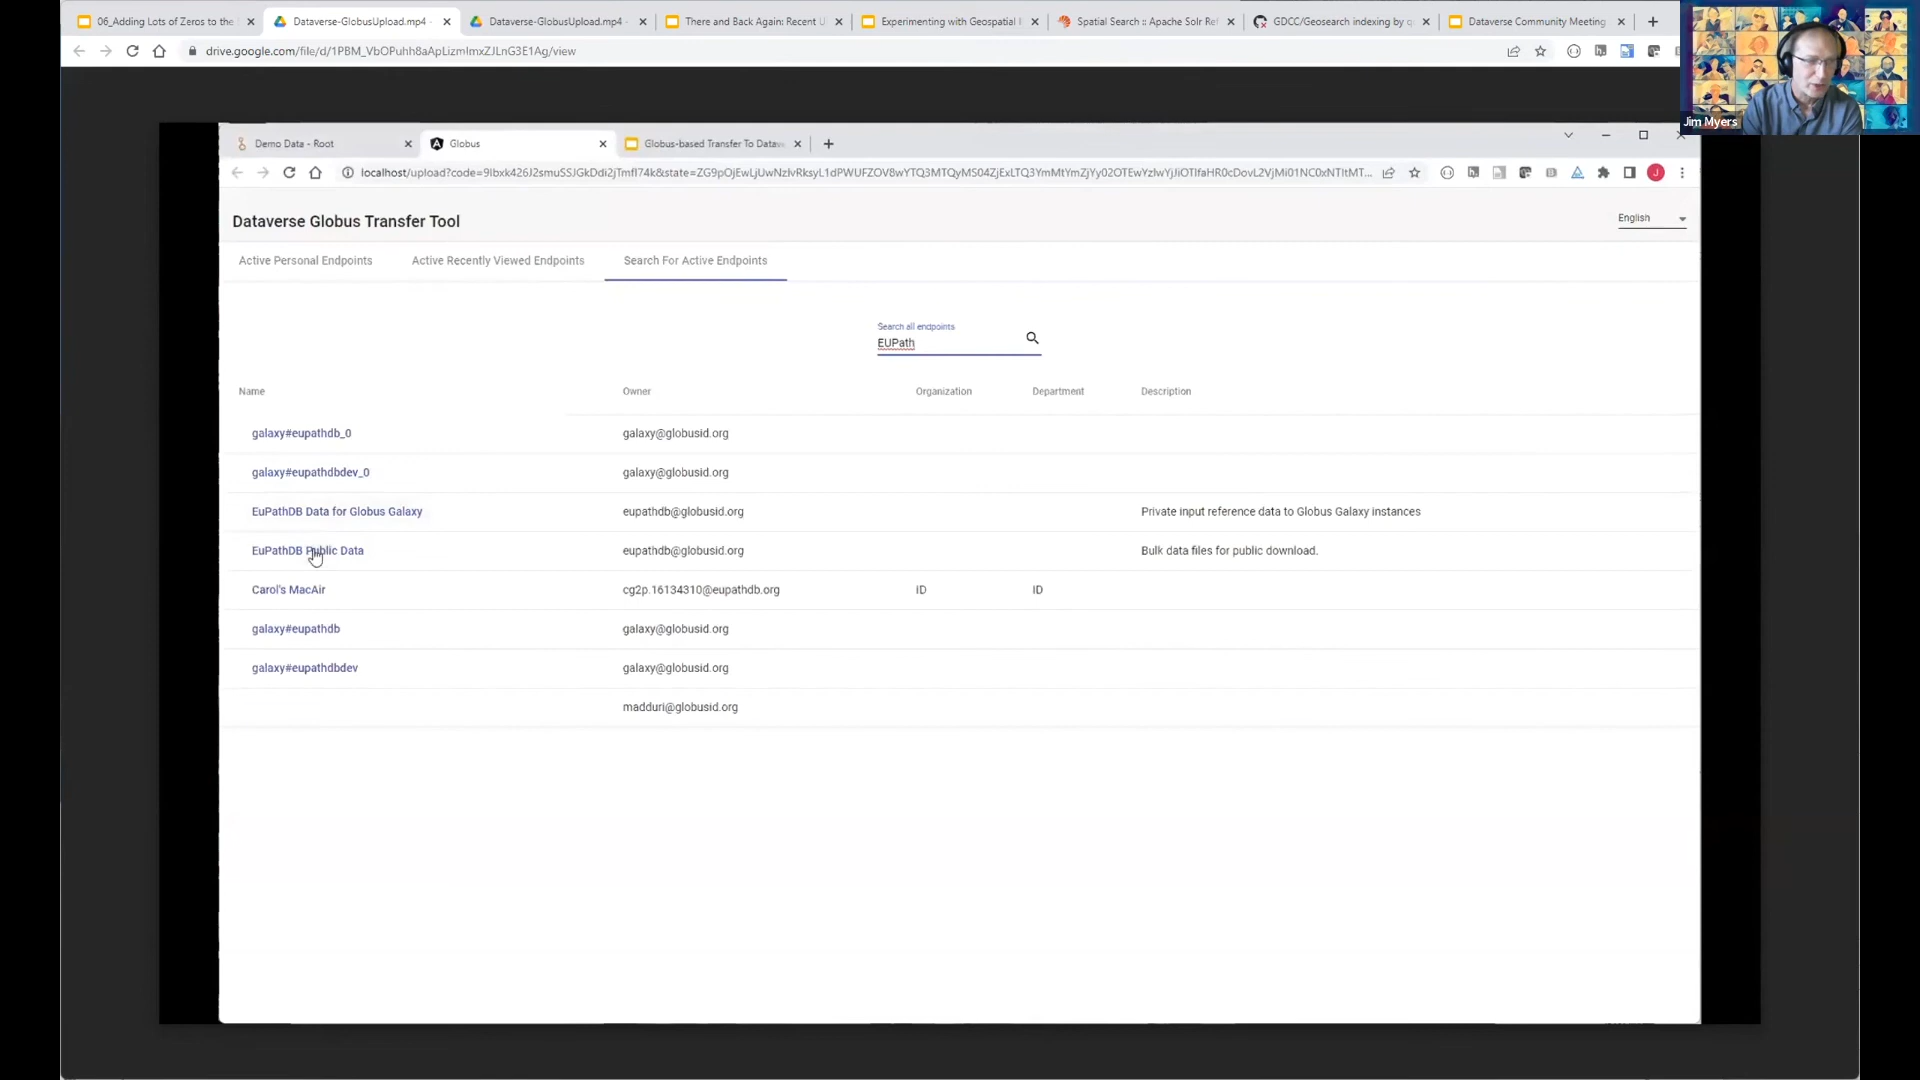 06_Adding Lots of Zeros to the
Dataverse-GlobusUpload.mp4 -
Dataverse-GlobusUpload.mp4 -
There and Back Again: Recent U
Experimenting with Geospatial
Spatial Search :: Apache Solr Re
GDCC/Geosearch indexing by q
Dataverse Community Meeting
drive.google.com/file/d/1PBM_VbOPuhh8aApLizmImxZJLnG3E1Ag/view
Jim Myers
Demo Data - Root
Globus
Globus-based Transfer To Datav
Dataverse Globus Transfer Tool
English
Active Personal Endpoints
Active Recently Viewed Endpoints
Search For Active Endpoints
Search all endpoints
EUPath
Name Owner Organization Department Description
galaxy#eupathdb_0 galaxy@globusid.org
galaxy#eupathdbdev_0 galaxy@globusid.org
EuPathDB Data for Globus Galaxy eupathdb@globusid.org Private input reference data to Globus Galaxy instances
EuPathDB Public Data eupathdb@globusid.org Bulk data files for public download.
Carol's MacAir cg2p.16134310@eupathdb.org ID ID
galaxy#eupathdb galaxy@globusid.org
galaxy#eupathdbdev galaxy@globusid.org
madduri@globusid.org